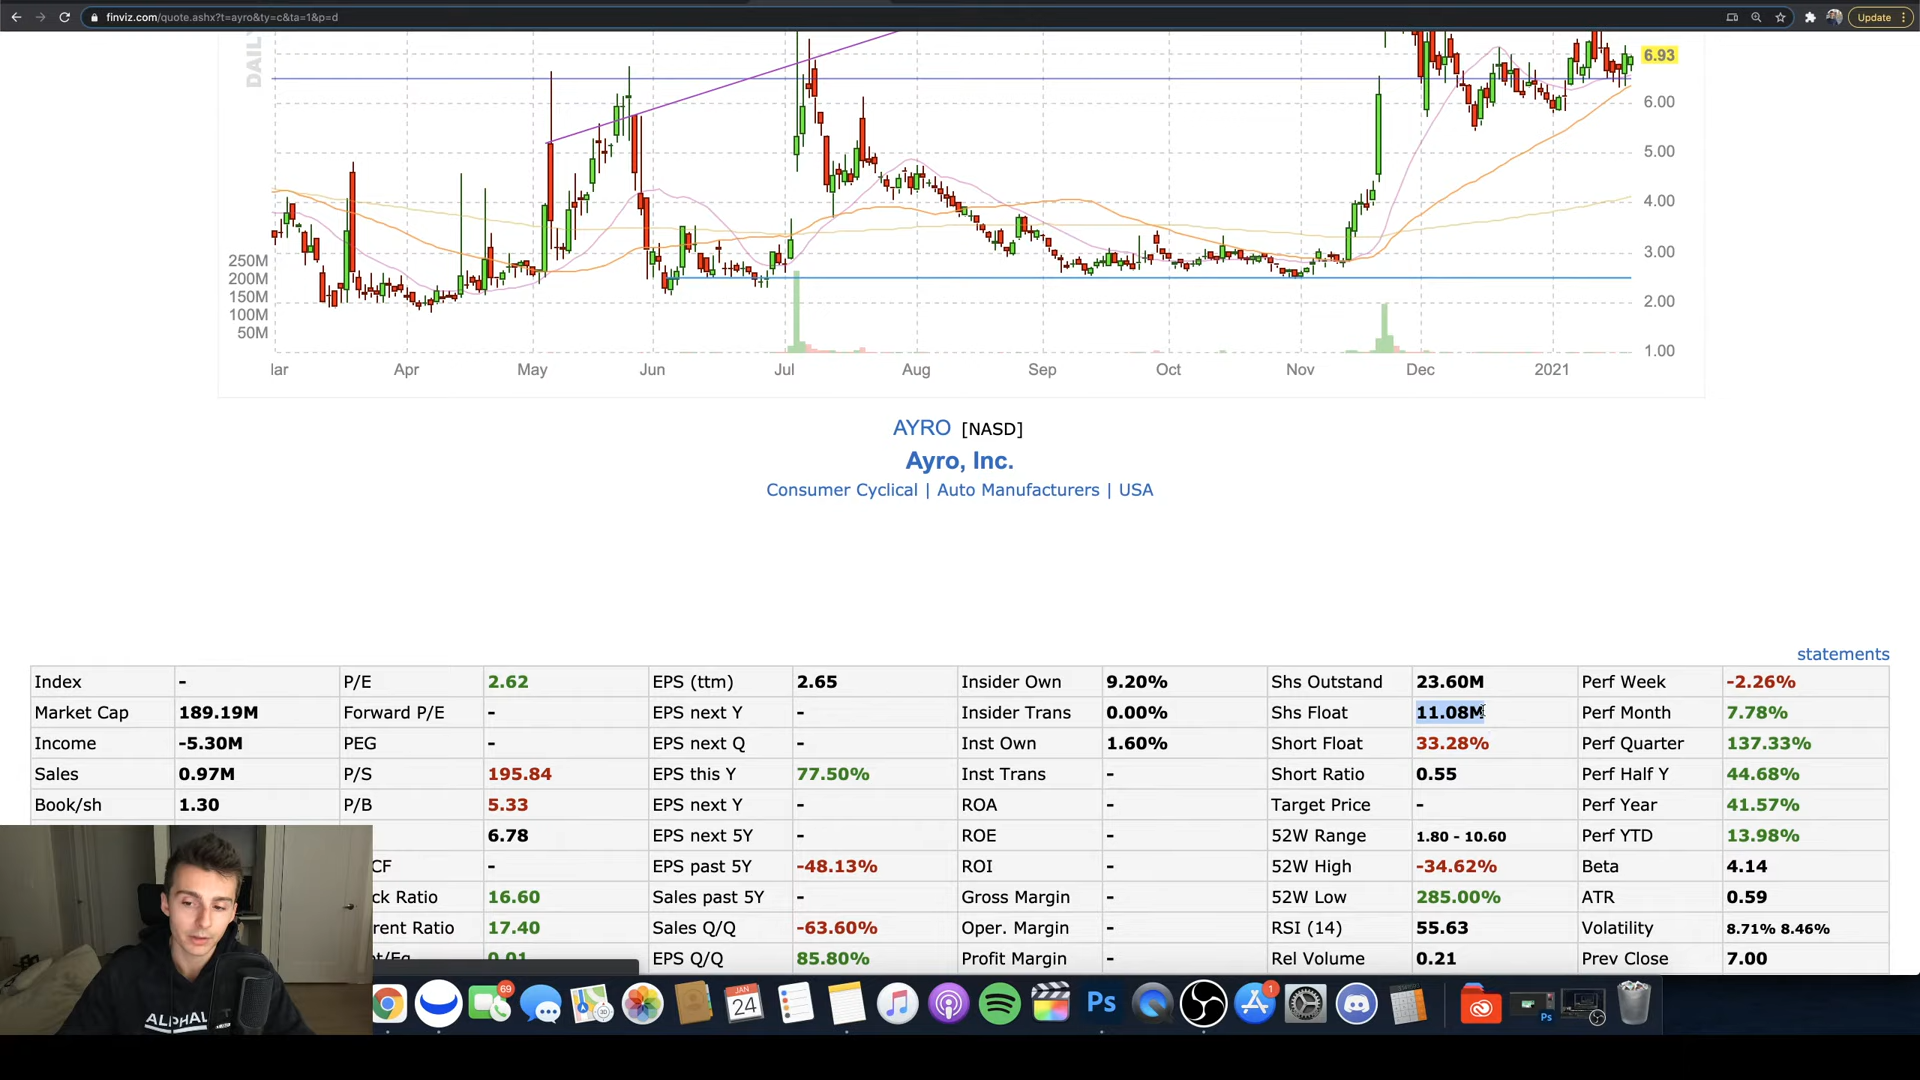 finviz.com/quote.ashx?t=ayro&ty=c&ta=1&p=d
Update
DAILY
6.93
6.00
5.00
4.00
3.00
2.00
1.00
250M
200M
150M
100M
50M
Iar Apr May Jun Jul Aug Sep Oct Nov Dec 2021
AYRO [NASD]
Ayro, Inc.
Consumer Cyclical | Auto Manufacturers | USA
statements
Index - P/E 2.62 EPS (ttm) 2.65 Insider Own 9.20% Shs Outstand 23.60M Perf Week -2.26%
Market Cap 189.19M Forward P/E - EPS next Y - Insider Trans 0.00% Shs Float 11.08M Perf Month 7.78%
Income -5.30M PEG - EPS next Q - Inst Own 1.60% Short Float 33.28% Perf Quarter 137.33%
Sales 0.97M P/S 195.84 EPS this Y 77.50% Inst Trans - Short Ratio 0.55 Perf Half Y 44.68%
Book/sh 1.30 P/B 5.33 EPS next Y - ROA - Target Price - Perf Year 41.57%
6.78 EPS next 5Y - ROE - 52W Range 1.80 - 10.60 Perf YTD 13.98%
CF - EPS past 5Y -48.13% ROI - 52W High -34.62% Beta 4.14
ck Ratio 16.60 Sales past 5Y - Gross Margin - 52W Low 285.00% ATR 0.59
rent Ratio 17.40 Sales Q/Q -63.60% Oper. Margin - RSI (14) 55.63 Volatility 8.71% 8.46%
0.01 EPS Q/Q 85.80% Profit Margin - Rel Volume 0.21 Prev Close 7.00
69
JAN
24
Ps
1
Ps
ALPHAL